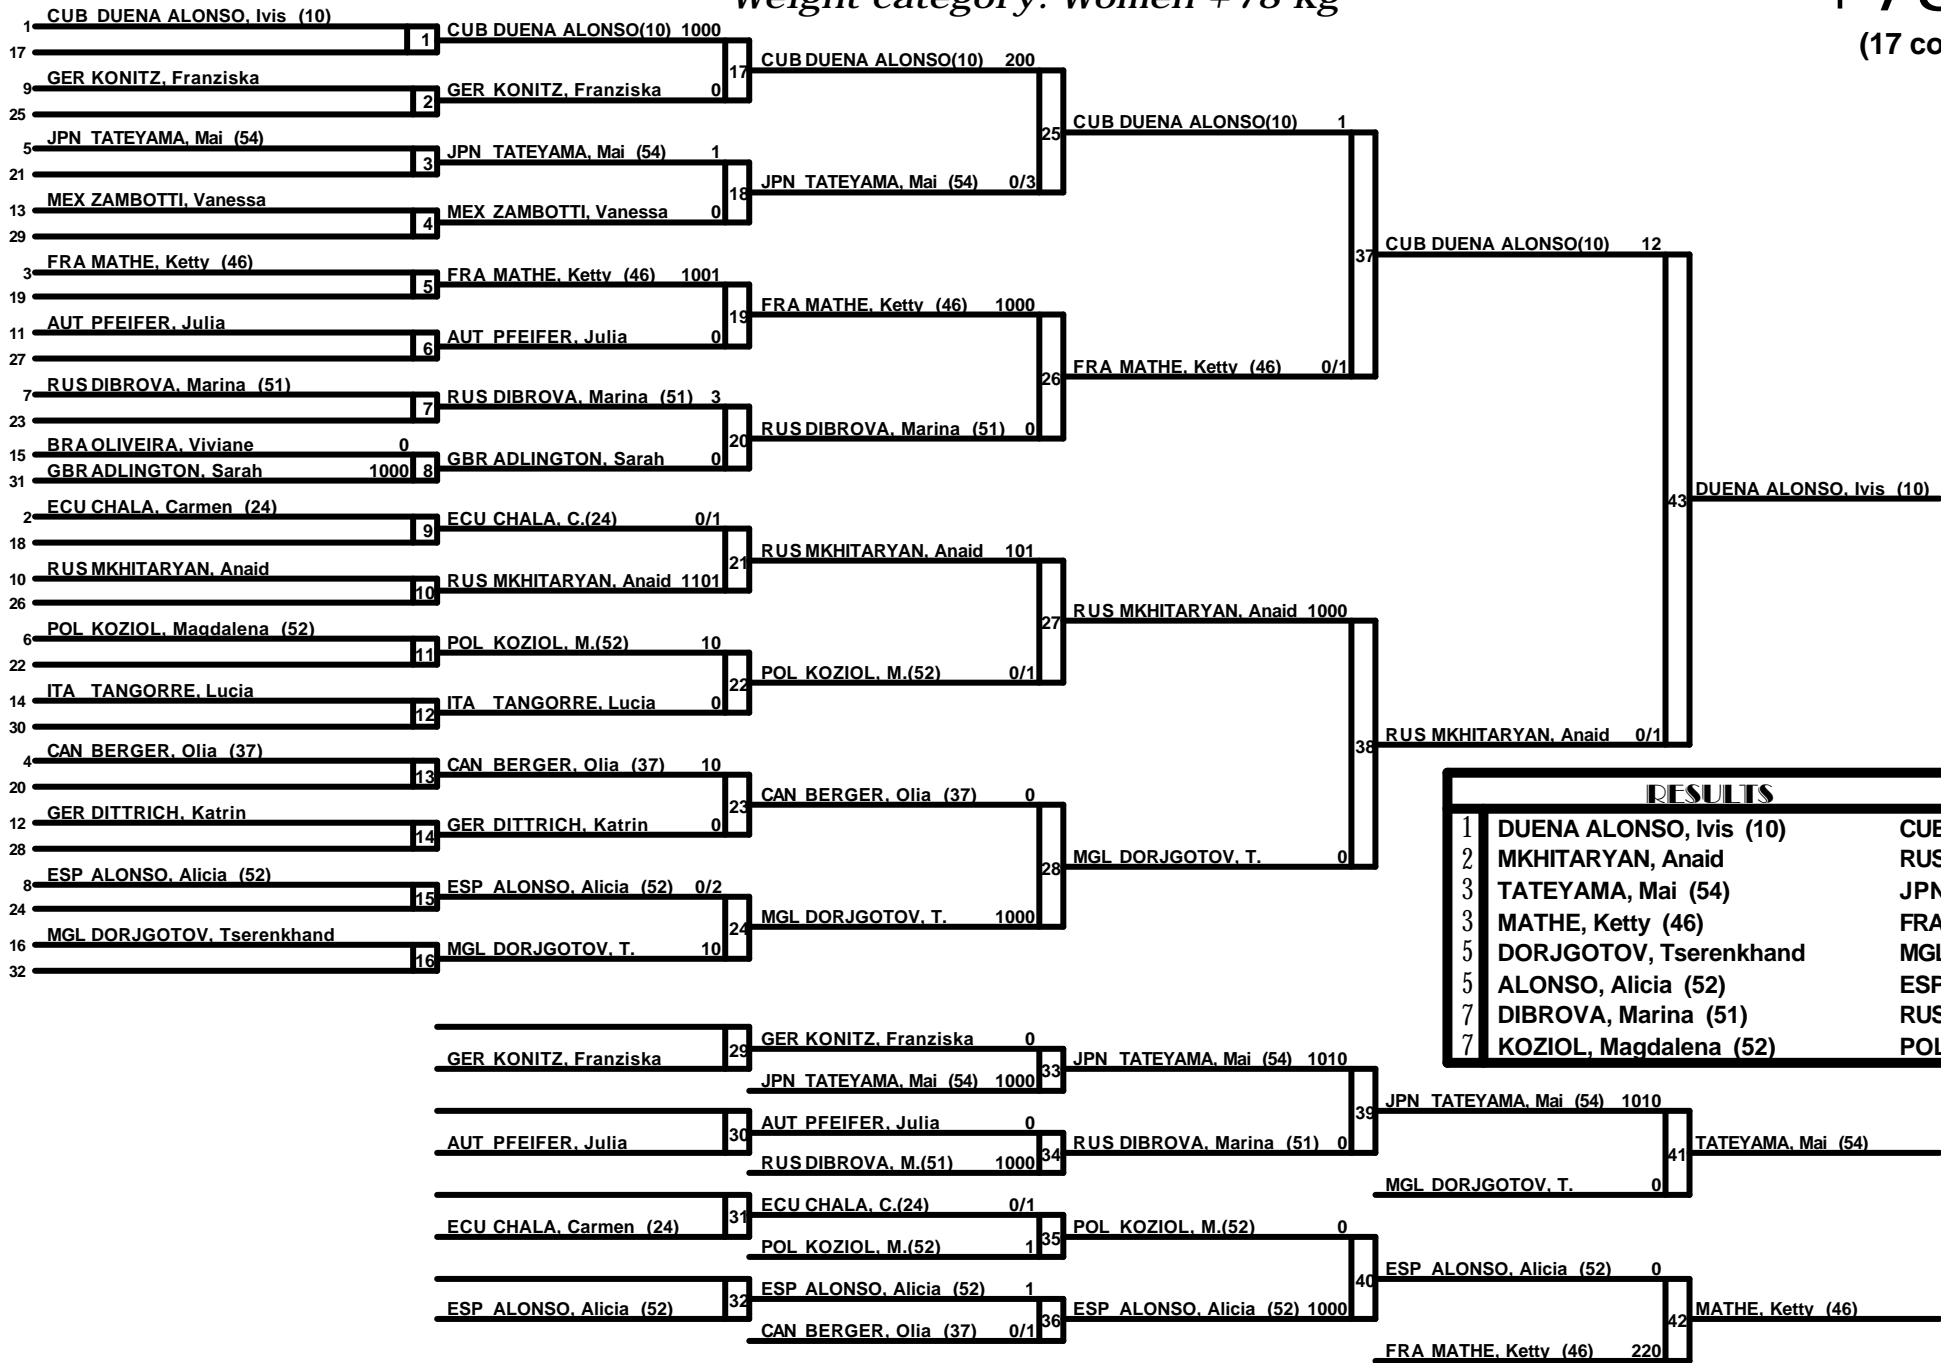 Weight category: Women +78 kg
(17 co
1 CUB DUENA ALONSO, Ivis (10)
17
1
9 GER KONITZ, Franziska
25
2
5 JPN TATEYAMA, Mai (54)
21
3
13 MEX ZAMBOTTI, Vanessa
29
4
3 FRA MATHE, Ketty (46)
19
5
11 AUT PFEIFER, Julia
27
6
7 RUS DIBROVA, Marina (51)
23
7
15 BRA OLIVEIRA, Viviane 0
31 GBR ADLINGTON, Sarah 1000
8
2 ECU CHALA, Carmen (24)
18
9
10 RUS MKHITARYAN, Anaid
26
10
6 POL KOZIOL, Magdalena (52)
22
11
14 ITA TANGORRE, Lucia
30
12
4 CAN BERGER, Olia (37)
20
13
12 GER DITTRICH, Katrin
28
14
8 ESP ALONSO, Alicia (52)
24
15
16 MGL DORJGOTOV, Tserenkhand
32
16
CUB DUENA ALONSO(10) 1000
17
GER KONITZ, Franziska 0
JPN TATEYAMA, Mai (54) 1
18
MEX ZAMBOTTI, Vanessa 0
FRA MATHE, Ketty (46) 1001
19
AUT PFEIFER, Julia 0
RUS DIBROVA, Marina (51) 3
20
GBR ADLINGTON, Sarah 0
ECU CHALA, C.(24) 0/1
21
RUS MKHITARYAN, Anaid 1101
POL KOZIOL, M.(52) 10
22
ITA TANGORRE, Lucia 0
CAN BERGER, Olia (37) 10
23
GER DITTRICH, Katrin 0
ESP ALONSO, Alicia (52) 0/2
24
MGL DORJGOTOV, T. 10
CUB DUENA ALONSO(10) 200
25
JPN TATEYAMA, Mai (54) 0/3
FRA MATHE, Ketty (46) 1000
26
RUS DIBROVA, Marina (51) 0
RUS MKHITARYAN, Anaid 101
27
POL KOZIOL, M.(52) 0/1
CAN BERGER, Olia (37) 0
28
MGL DORJGOTOV, T. 1000
CUB DUENA ALONSO(10) 1
37
FRA MATHE, Ketty (46) 0/1
RUS MKHITARYAN, Anaid 1000
38
MGL DORJGOTOV, T. 0
CUB DUENA ALONSO(10) 12
43
RUS MKHITARYAN, Anaid 0/1
DUENA ALONSO, Ivis (10)
RESULTS
1 DUENA ALONSO, Ivis (10) CUB
2 MKHITARYAN, Anaid RUS
3 TATEYAMA, Mai (54) JPN
3 MATHE, Ketty (46) FRA
5 DORJGOTOV, Tserenkhand MGL
5 ALONSO, Alicia (52) ESP
7 DIBROVA, Marina (51) RUS
7 KOZIOL, Magdalena (52) POL
GER KONITZ, Franziska
29
AUT PFEIFER, Julia
30
ECU CHALA, Carmen (24)
31
ESP ALONSO, Alicia (52)
32
GER KONITZ, Franziska 0
33
JPN TATEYAMA, Mai (54) 1000
AUT PFEIFER, Julia 0
34
RUS DIBROVA, M.(51) 1000
ECU CHALA, C.(24) 0/1
35
POL KOZIOL, M.(52) 1
ESP ALONSO, Alicia (52) 1
36
CAN BERGER, Olia (37) 0/1
JPN TATEYAMA, Mai (54) 1010
39
RUS DIBROVA, Marina (51) 0
POL KOZIOL, M.(52) 0
40
ESP ALONSO, Alicia (52) 1000
JPN TATEYAMA, Mai (54) 1010
41
MGL DORJGOTOV, T. 0
ESP ALONSO, Alicia (52) 0
42
FRA MATHE, Ketty (46) 220
TATEYAMA, Mai (54)
MATHE, Ketty (46)